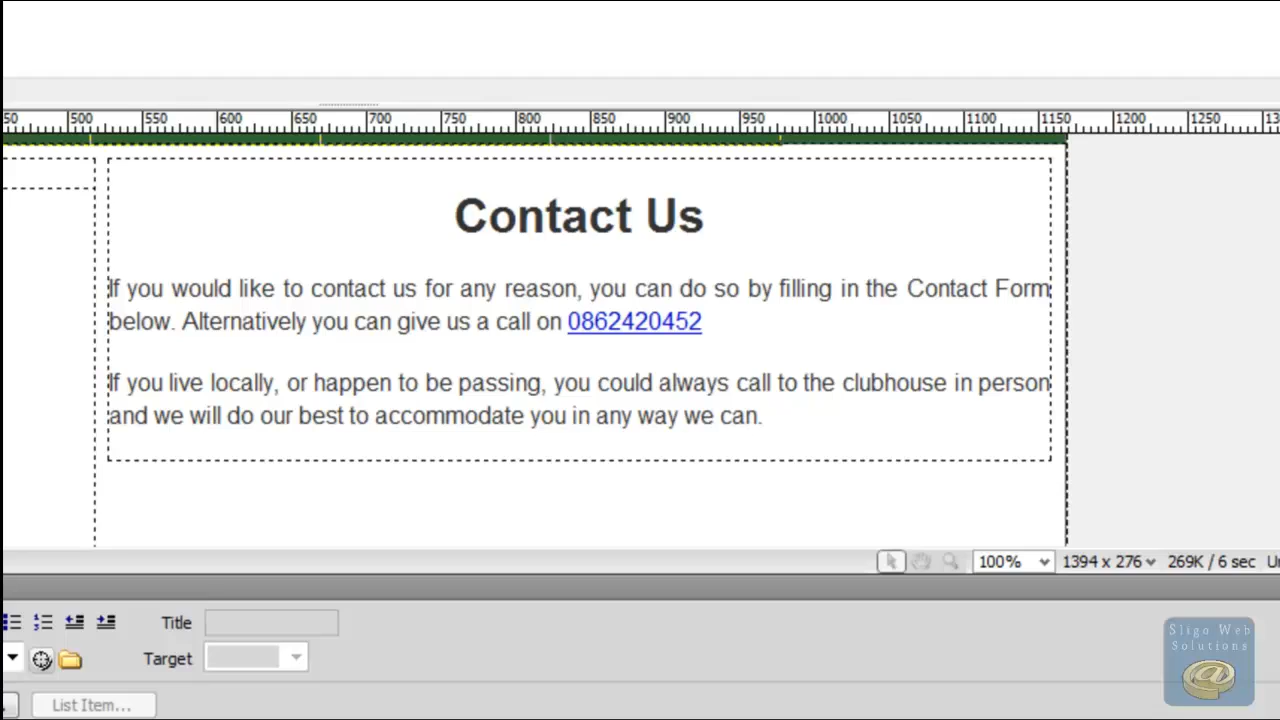 50 500 550 600 650 700 750 800 850 900 950 1000 1050 1100 1150 1200 1250 13
Contact Us
If you would like to contact us for any reason, you can do so by filling in the Contact Form
below. Alternatively you can give us a call on 0862420452
If you live locally, or happen to be passing, you could always call to the clubhouse in person
and we will do our best to accommodate you in any way we can.
100% 1394 x 276 269K / 6 sec Un
Title
Target
List Item...
Sligo Web
Solutions
@